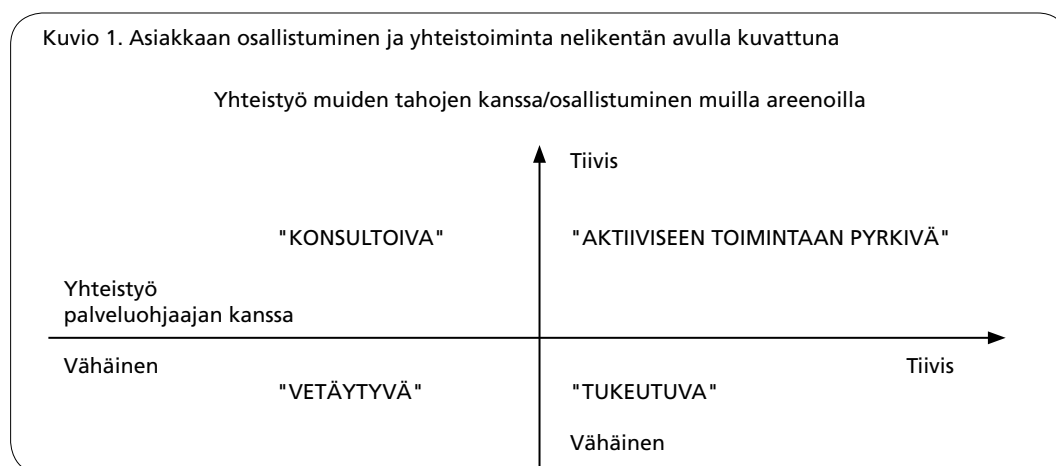 Kuvio 1. Asiakkaan osallistuminen ja yhteistoiminta nelikentän avulla kuvattuna
Yhteistyö muiden tahojen kanssa/osallistuminen muilla areenoilla
Tiivis
"KONSULTOIVA"
"AKTIIVISEEN TOIMINTAAN PYRKIVÄ"
Yhteistyö
palveluohjaajan kanssa
Vähäinen
Tiivis
"VETÄYTYVÄ"
"TUKEUTUVA"
Vähäinen